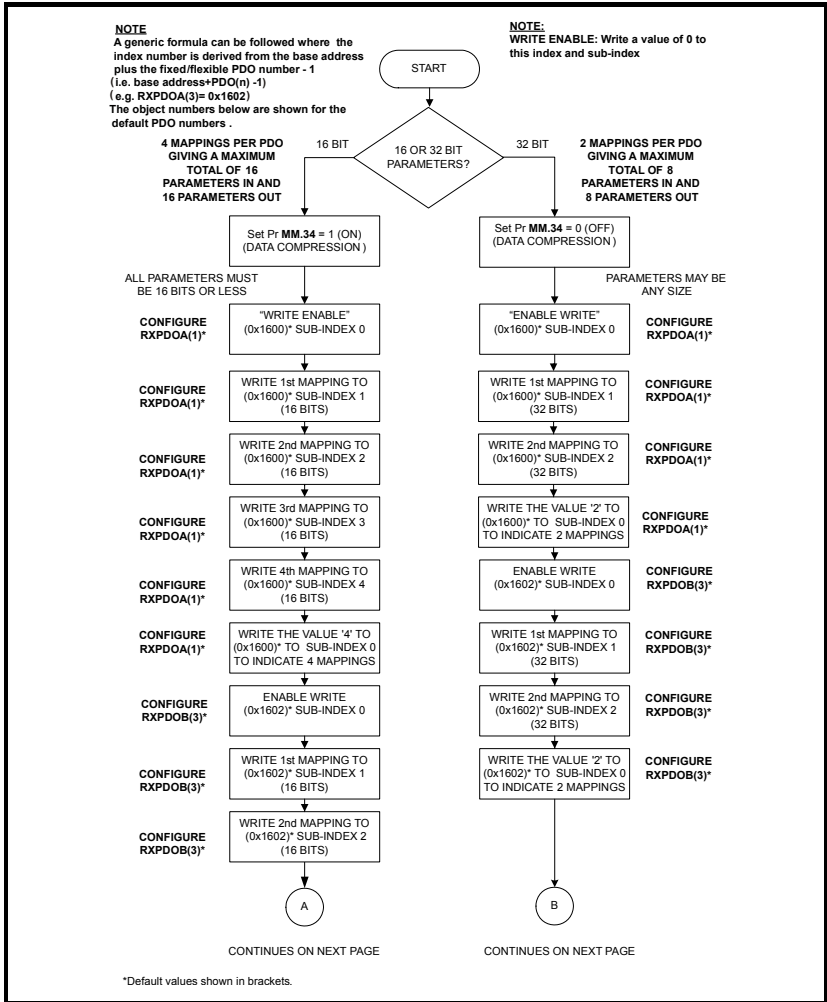 NOTE
A generic formula can be followed where the
index number is derived from the base address
plus the fixed/flexible PDO number - 1
(i.e. base address+PDO(n) -1)
(e.g. RXPDOA(3)= 0x1602)
The object numbers below are shown for the
default PDO numbers .
NOTE:
WRITE ENABLE: Write a value of 0 to
this index and sub-index
START
4 MAPPINGS PER PDO
GIVING A MAXIMUM
TOTAL OF 16
PARAMETERS IN AND
16 PARAMETERS OUT
16 BIT
16 OR 32 BIT
PARAMETERS?
32 BIT
2 MAPPINGS PER PDO
GIVING A MAXIMUM
TOTAL OF 8
PARAMETERS IN AND
8 PARAMETERS OUT
Set Pr MM.34 = 1 (ON)
(DATA COMPRESSION )
ALL PARAMETERS MUST
BE 16 BITS OR LESS
CONFIGURE
RXPDOA(1)*
"WRITE ENABLE"
(0x1600)* SUB-INDEX 0
CONFIGURE
RXPDOA(1)*
WRITE 1st MAPPING TO
(0x1600)* SUB-INDEX 1
(16 BITS)
CONFIGURE
RXPDOA(1)*
WRITE 2nd MAPPING TO
(0x1600)* SUB-INDEX 2
(16 BITS)
CONFIGURE
RXPDOA(1)*
WRITE 3rd MAPPING TO
(0x1600)* SUB-INDEX 3
(16 BITS)
CONFIGURE
RXPDOA(1)*
WRITE 4th MAPPING TO
(0x1600)* SUB-INDEX 4
(16 BITS)
CONFIGURE
RXPDOA(1)*
WRITE THE VALUE '4' TO
(0x1600)* TO SUB-INDEX 0
TO INDICATE 4 MAPPINGS
CONFIGURE
RXPDOB(3)*
ENABLE WRITE
(0x1602)* SUB-INDEX 0
CONFIGURE
RXPDOB(3)*
WRITE 1st MAPPING TO
(0x1602)* SUB-INDEX 1
(16 BITS)
CONFIGURE
RXPDOB(3)*
WRITE 2nd MAPPING TO
(0x1602)* SUB-INDEX 2
(16 BITS)
A
CONTINUES ON NEXT PAGE
Set Pr MM.34 = 0 (OFF)
(DATA COMPRESSION )
PARAMETERS MAY BE
ANY SIZE
"ENABLE WRITE"
(0x1600)* SUB-INDEX 0
CONFIGURE
RXPDOA(1)*
WRITE 1st MAPPING TO
(0x1600)* SUB-INDEX 1
(32 BITS)
CONFIGURE
RXPDOA(1)*
WRITE 2nd MAPPING TO
(0x1600)* SUB-INDEX 2
(32 BITS)
CONFIGURE
RXPDOA(1)*
WRITE THE VALUE '2' TO
(0x1600)* TO SUB-INDEX 0
TO INDICATE 2 MAPPINGS
CONFIGURE
RXPDOA(1)*
ENABLE WRITE
(0x1602)* SUB-INDEX 0
CONFIGURE
RXPDOB(3)*
WRITE 1st MAPPING TO
(0x1602)* SUB-INDEX 1
(32 BITS)
CONFIGURE
RXPDOB(3)*
WRITE 2nd MAPPING TO
(0x1602)* SUB-INDEX 2
(32 BITS)
CONFIGURE
RXPDOB(3)*
WRITE THE VALUE '2' TO
(0x1602)* TO SUB-INDEX 0
TO INDICATE 2 MAPPINGS
CONFIGURE
RXPDOB(3)*
B
CONTINUES ON NEXT PAGE
*Default values shown in brackets.